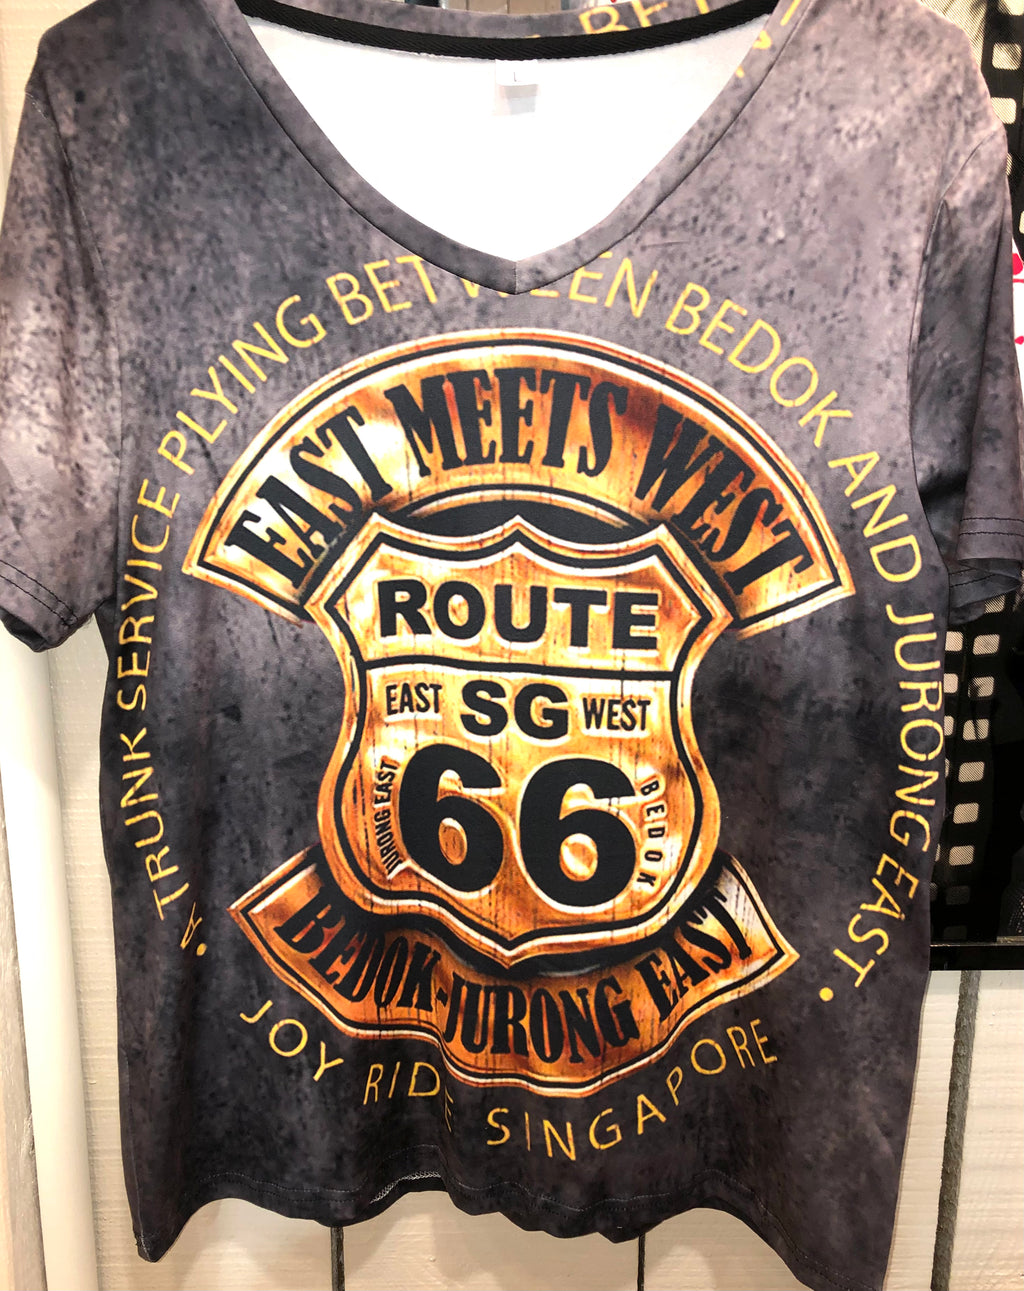 BET
L
• A TRUNK SERVICE PLYING BETWEEN BEDOK AND JURONG EAST •
EAST MEETS WEST
ROUTE
EAST SG WEST
JURONG EAST
66
BEDOK
BEDOK-JURONG EAST
JOY RIDE SINGAPORE